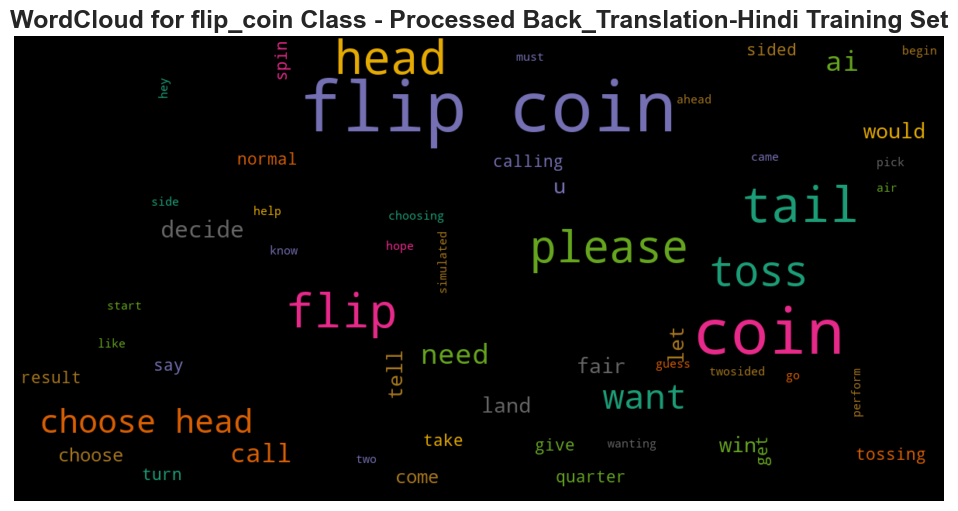 WordCloud for flip_coin Class - Processed Back_Translation-Hindi Training Set
spin
head
must
sided
ai
begin
hey
flip coin
ahead
would
normal
calling
came
pick
u
air
side
help
choosing
tail
decide
know
hope
simulated
please
toss
start
flip
coin
like
say
tell
need
let
fair
guess
twosided
go
result
perform
choose head
land
want
choose
call
take
two
give
wanting
win
get
tossing
turn
come
quarter